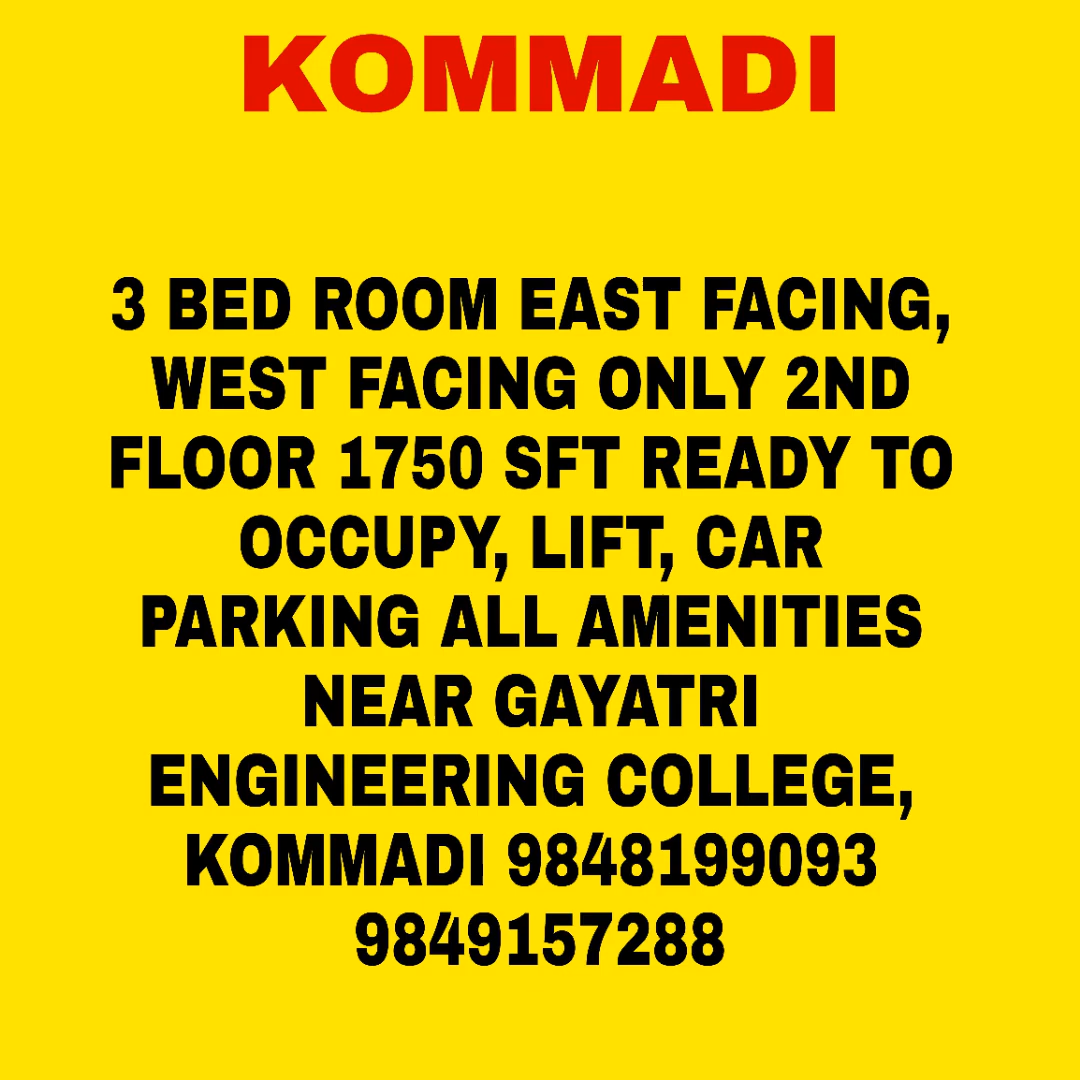 KOMMADI
3 BED ROOM EAST FACING,
WEST FACING ONLY 2ND
FLOOR 1750 SFT READY TO
OCCUPY, LIFT, CAR
PARKING ALL AMENITIES
NEAR GAYATRI
ENGINEERING COLLEGE,
KOMMADI 9848199093
9849157288